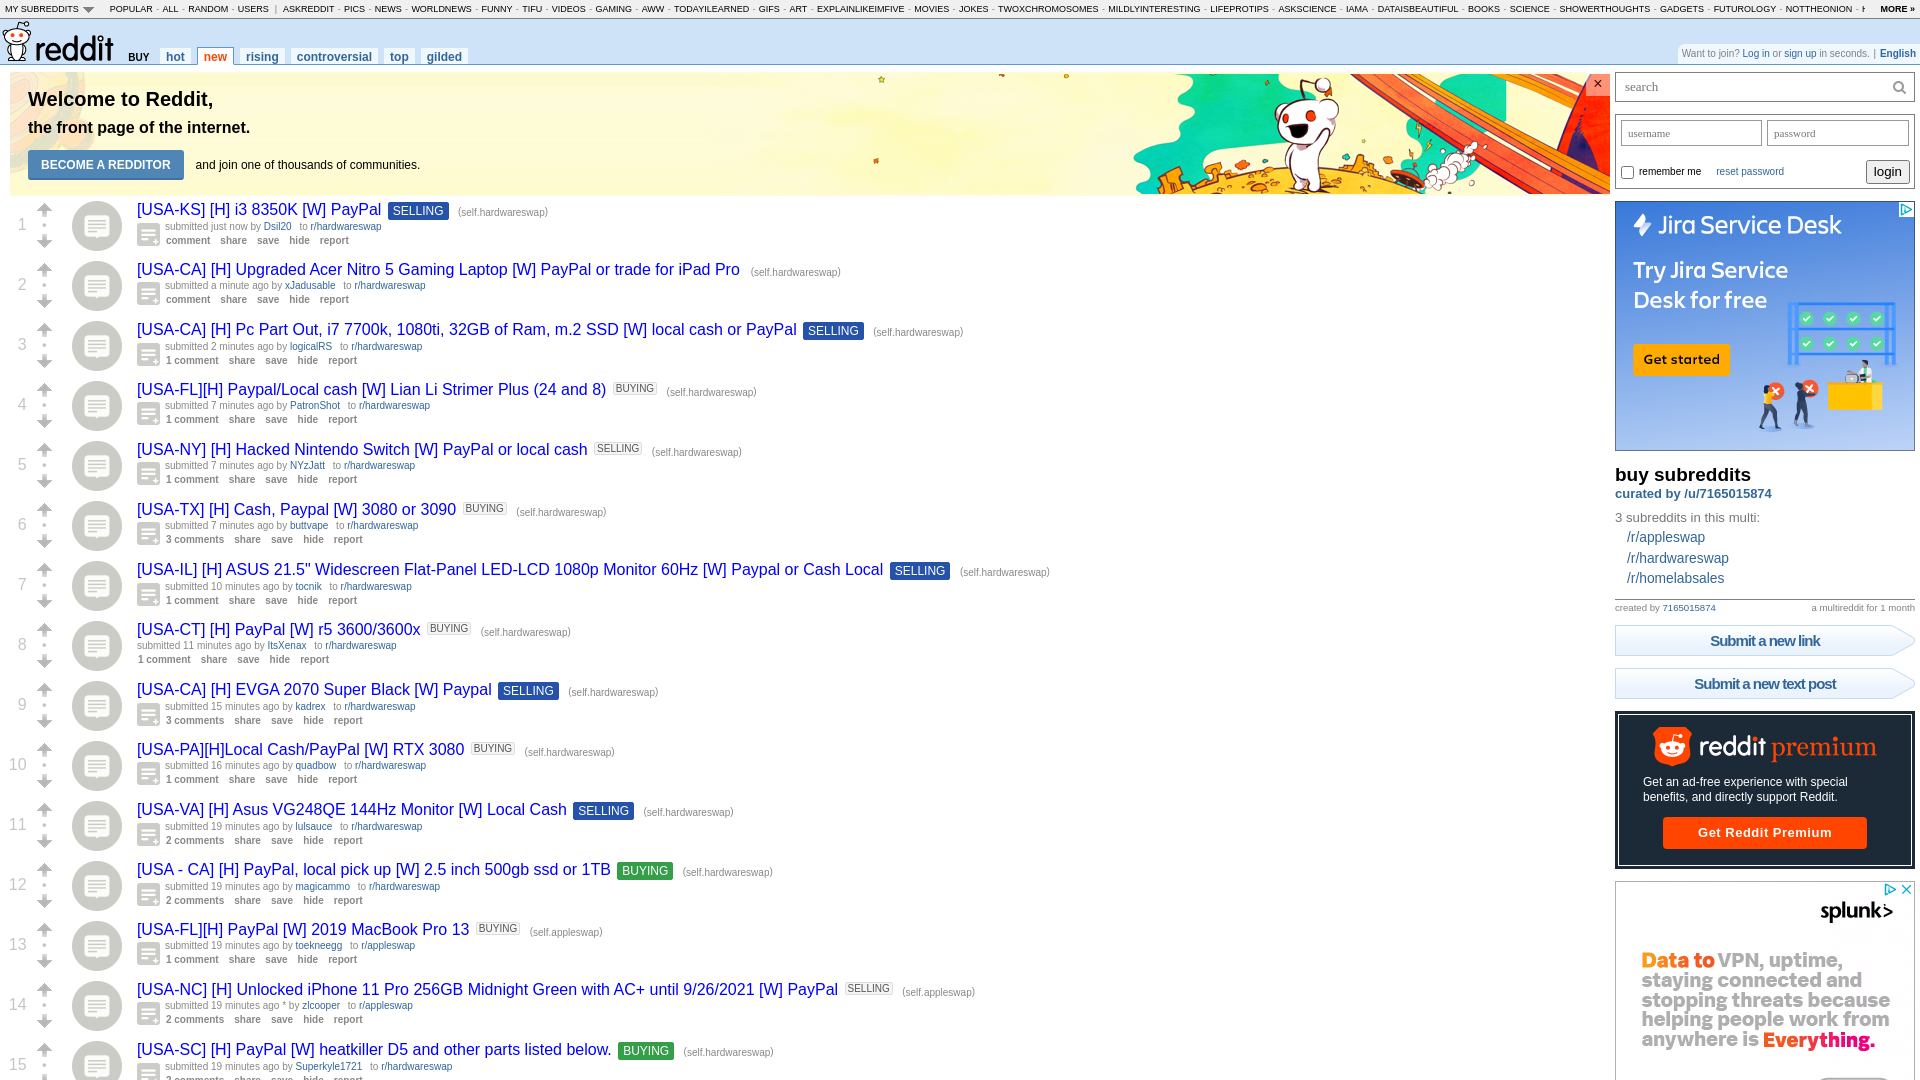 MY SUBREDDITS POPULAR - ALL - RANDOM - USERS | ASKREDDIT - PICS - NEWS - WORLDNEWS - FUNNY - TIFU - VIDEOS - GAMING - AWW - TODAYILEARNED - GIFS - ART - EXPLAINLIKEIMFIVE - MOVIES - JOKES - TWOXCHROMOSOMES - MILDLYINTERESTING - LIFEPROTIPS - ASKSCIENCE - IAMA - DATAISBEAUTIFUL - BOOKS - SCIENCE - SHOWERTHOUGHTS - GADGETS - FUTUROLOGY - NOTTHEONION - MORE »
reddit BUY hot new rising controversial top gilded
Want to join? Log in or sign up in seconds. | English
Welcome to Reddit,
the front page of the internet.
BECOME A REDDITOR and join one of thousands of communities.
×
1
[USA-KS] [H] i3 8350K [W] PayPal SELLING (self.hardwareswap)
submitted just now by Dsil20 to r/hardwareswap
comment share save hide report
2
[USA-CA] [H] Upgraded Acer Nitro 5 Gaming Laptop [W] PayPal or trade for iPad Pro (self.hardwareswap)
submitted a minute ago by xJadusable to r/hardwareswap
comment share save hide report
3
[USA-CA] [H] Pc Part Out, i7 7700k, 1080ti, 32GB of Ram, m.2 SSD [W] local cash or PayPal SELLING (self.hardwareswap)
submitted 2 minutes ago by logicalRS to r/hardwareswap
1 comment share save hide report
4
[USA-FL][H] Paypal/Local cash [W] Lian Li Strimer Plus (24 and 8) BUYING (self.hardwareswap)
submitted 7 minutes ago by PatronShot to r/hardwareswap
1 comment share save hide report
5
[USA-NY] [H] Hacked Nintendo Switch [W] PayPal or local cash SELLING (self.hardwareswap)
submitted 7 minutes ago by NYzJatt to r/hardwareswap
1 comment share save hide report
6
[USA-TX] [H] Cash, Paypal [W] 3080 or 3090 BUYING (self.hardwareswap)
submitted 7 minutes ago by buttvape to r/hardwareswap
3 comments share save hide report
7
[USA-IL] [H] ASUS 21.5" Widescreen Flat-Panel LED-LCD 1080p Monitor 60Hz [W] Paypal or Cash Local SELLING (self.hardwareswap)
submitted 10 minutes ago by tocnik to r/hardwareswap
1 comment share save hide report
8
[USA-CT] [H] PayPal [W] r5 3600/3600x BUYING (self.hardwareswap)
submitted 11 minutes ago by ItsXenax to r/hardwareswap
1 comment share save hide report
9
[USA-CA] [H] EVGA 2070 Super Black [W] Paypal SELLING (self.hardwareswap)
submitted 15 minutes ago by kadrex to r/hardwareswap
3 comments share save hide report
10
[USA-PA][H]Local Cash/PayPal [W] RTX 3080 BUYING (self.hardwareswap)
submitted 16 minutes ago by quadbow to r/hardwareswap
1 comment share save hide report
11
[USA-VA] [H] Asus VG248QE 144Hz Monitor [W] Local Cash SELLING (self.hardwareswap)
submitted 19 minutes ago by lulsauce to r/hardwareswap
2 comments share save hide report
12
[USA - CA] [H] PayPal, local pick up [W] 2.5 inch 500gb ssd or 1TB BUYING (self.hardwareswap)
submitted 19 minutes ago by magicammo to r/hardwareswap
2 comments share save hide report
13
[USA-FL][H] PayPal [W] 2019 MacBook Pro 13 BUYING (self.appleswap)
submitted 19 minutes ago by toekneegg to r/appleswap
1 comment share save hide report
14
[USA-NC] [H] Unlocked iPhone 11 Pro 256GB Midnight Green with AC+ until 9/26/2021 [W] PayPal SELLING (self.appleswap)
submitted 19 minutes ago * by zlcooper to r/appleswap
2 comments share save hide report
15
[USA-SC] [H] PayPal [W] heatkiller D5 and other parts listed below. BUYING (self.hardwareswap)
submitted 19 minutes ago by Superkyle1721 to r/hardwareswap
2 comments share save hide report
search
username password
remember me reset password login
Jira Service Desk
Try Jira Service
Desk for free
Get started
buy subreddits
curated by /u/7165015874
3 subreddits in this multi:
/r/appleswap
/r/hardwareswap
/r/homelabsales
created by 7165015874 a multireddit for 1 month
Submit a new link
Submit a new text post
reddit premium
Get an ad-free experience with special
benefits, and directly support Reddit.
Get Reddit Premium
splunk>
Data to VPN, uptime,
staying connected and
stopping threats because
helping people work from
anywhere is Everything.